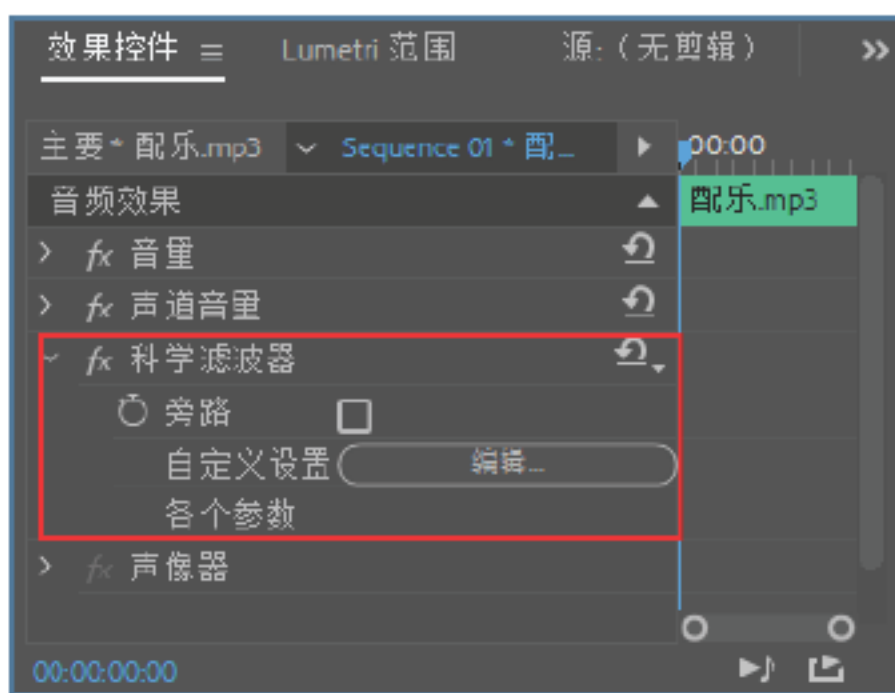 效果控件 Lumetri 范围 源:（无剪辑）
主要* 配乐.mp3 Sequence 01 * 配... 00:00
音频效果 配乐.mp3
fx 音量
fx 声道音量
fx 科学滤波器
旁路
自定义设置 编辑...
各个参数
fx 声像器
00:00:00:00